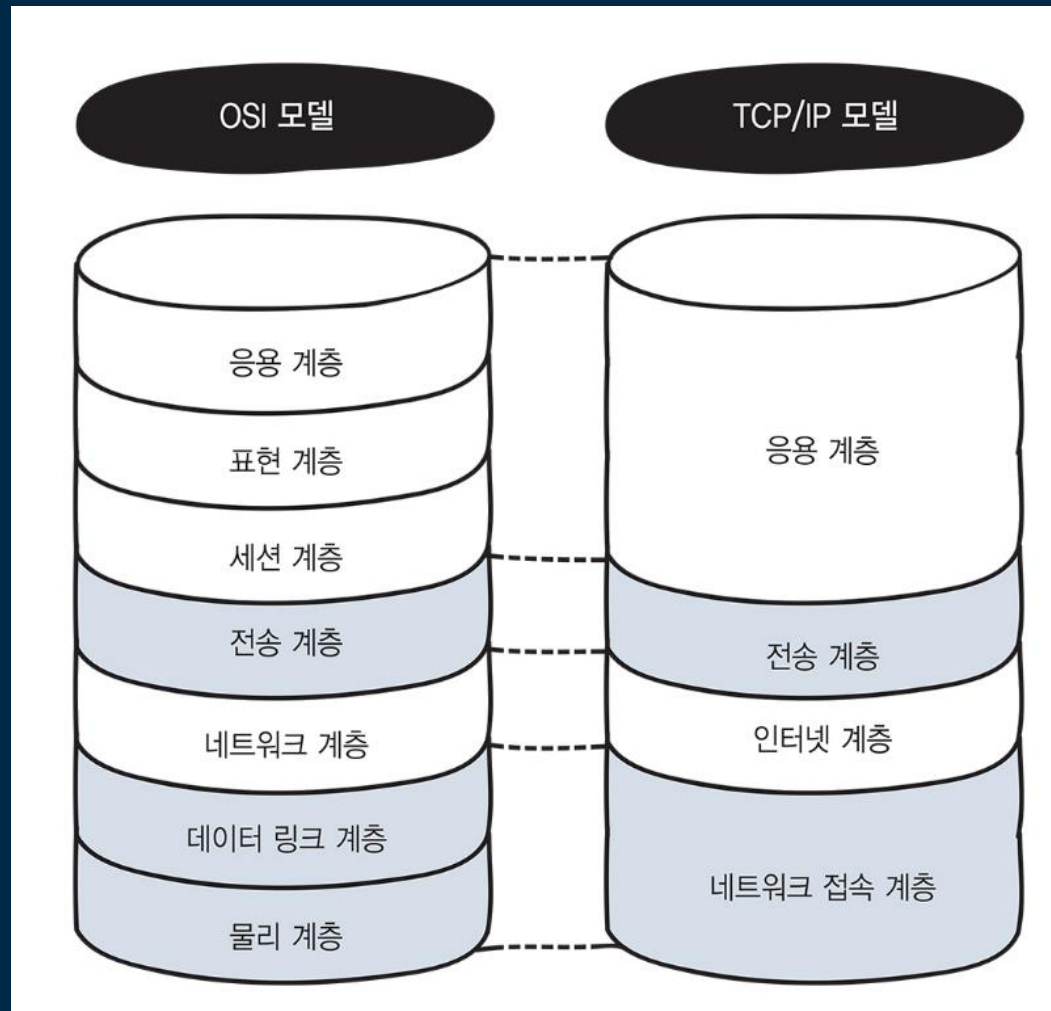 OSI 모델
응용 계층
표현 계층
세션 계층
전송 계층
네트워크 계층
데이터 링크 계층
물리 계층
TCP/IP 모델
응용 계층
전송 계층
인터넷 계층
네트워크 접속 계층